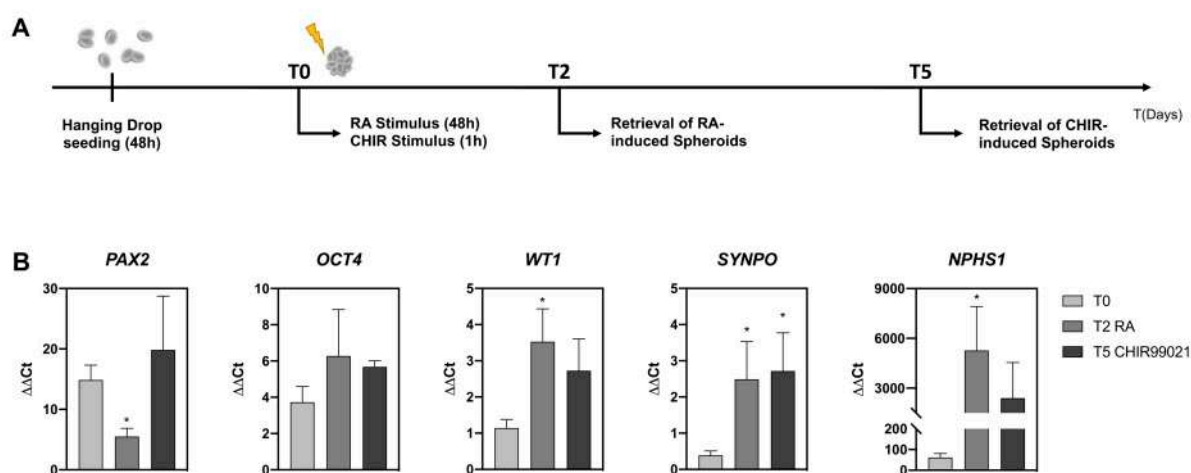 A
T0
T2
T5
T(Days)
Hanging Drop
seeding (48h)
RA Stimulus (48h)
CHIR Stimulus (1h)
Retrieval of RA-
induced Spheroids
Retrieval of CHIR-
induced Spheroids
B
PAX2
ΔΔCt
30
20
10
0
*
OCT4
ΔΔCt
10
8
6
4
2
0
WT1
ΔΔCt
5
4
3
2
1
0
*
SYNPO
ΔΔCt
5
4
3
2
1
0
*
*
NPHS1
ΔΔCt
9000
6000
3000
200
100
0
*
T0
T2 RA
T5 CHIR99021